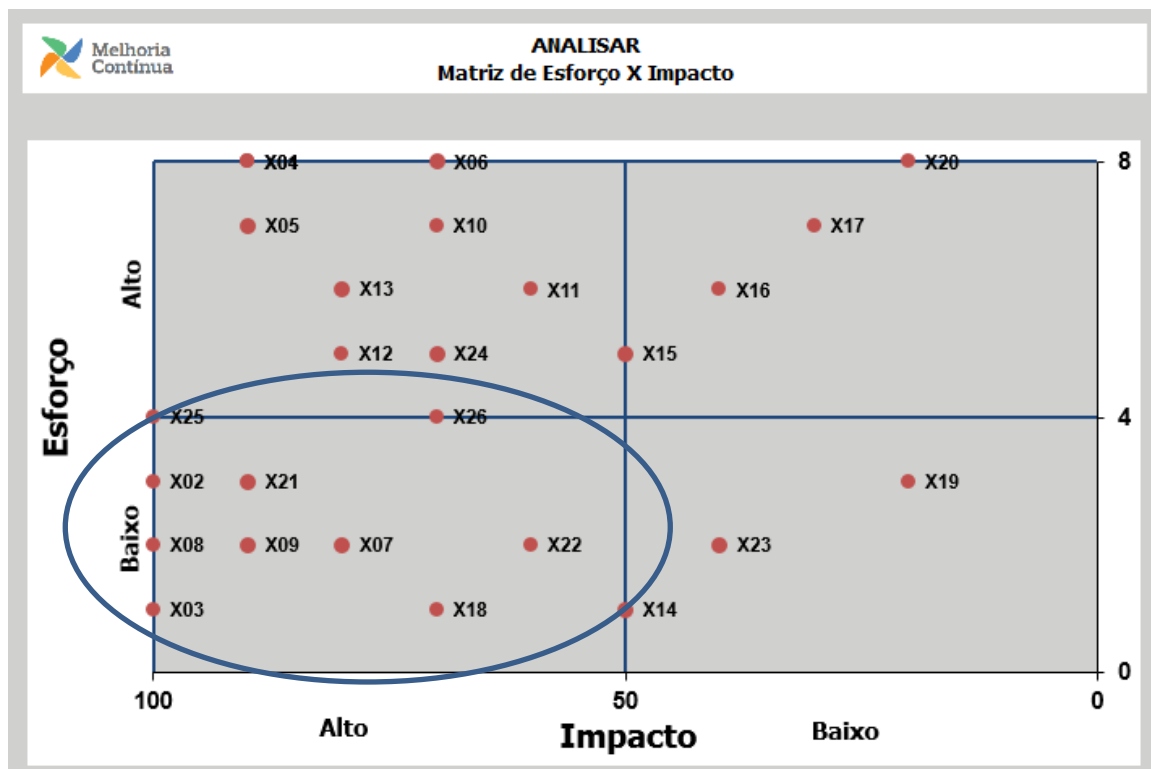 Melhoria
Contínua
ANALISAR
Matriz de Esforço X Impacto
X04 X06 X20 8
X05 X10 X17
Alto
X13 X11 X16
X12 X24 X15
Esforço
X25 X26 4
X02 X21 X19
Baixo
X08 X09 X07 X22 X23
X03 X18 X14
0
100 50 0
Alto Impacto Baixo